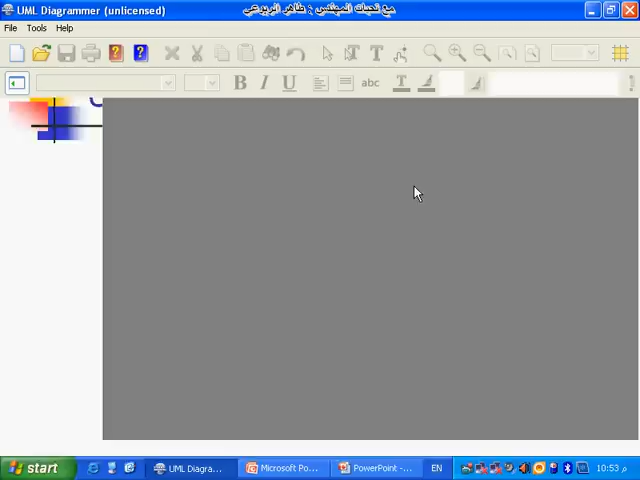 UML Diagrammer (unlicensed)
مع تحيات المهندس : طاهر اليوعي
File Tools Help
B I U abc T
start
UML Diagra...
Microsoft Po...
PowerPoint -...
EN
10:53 م